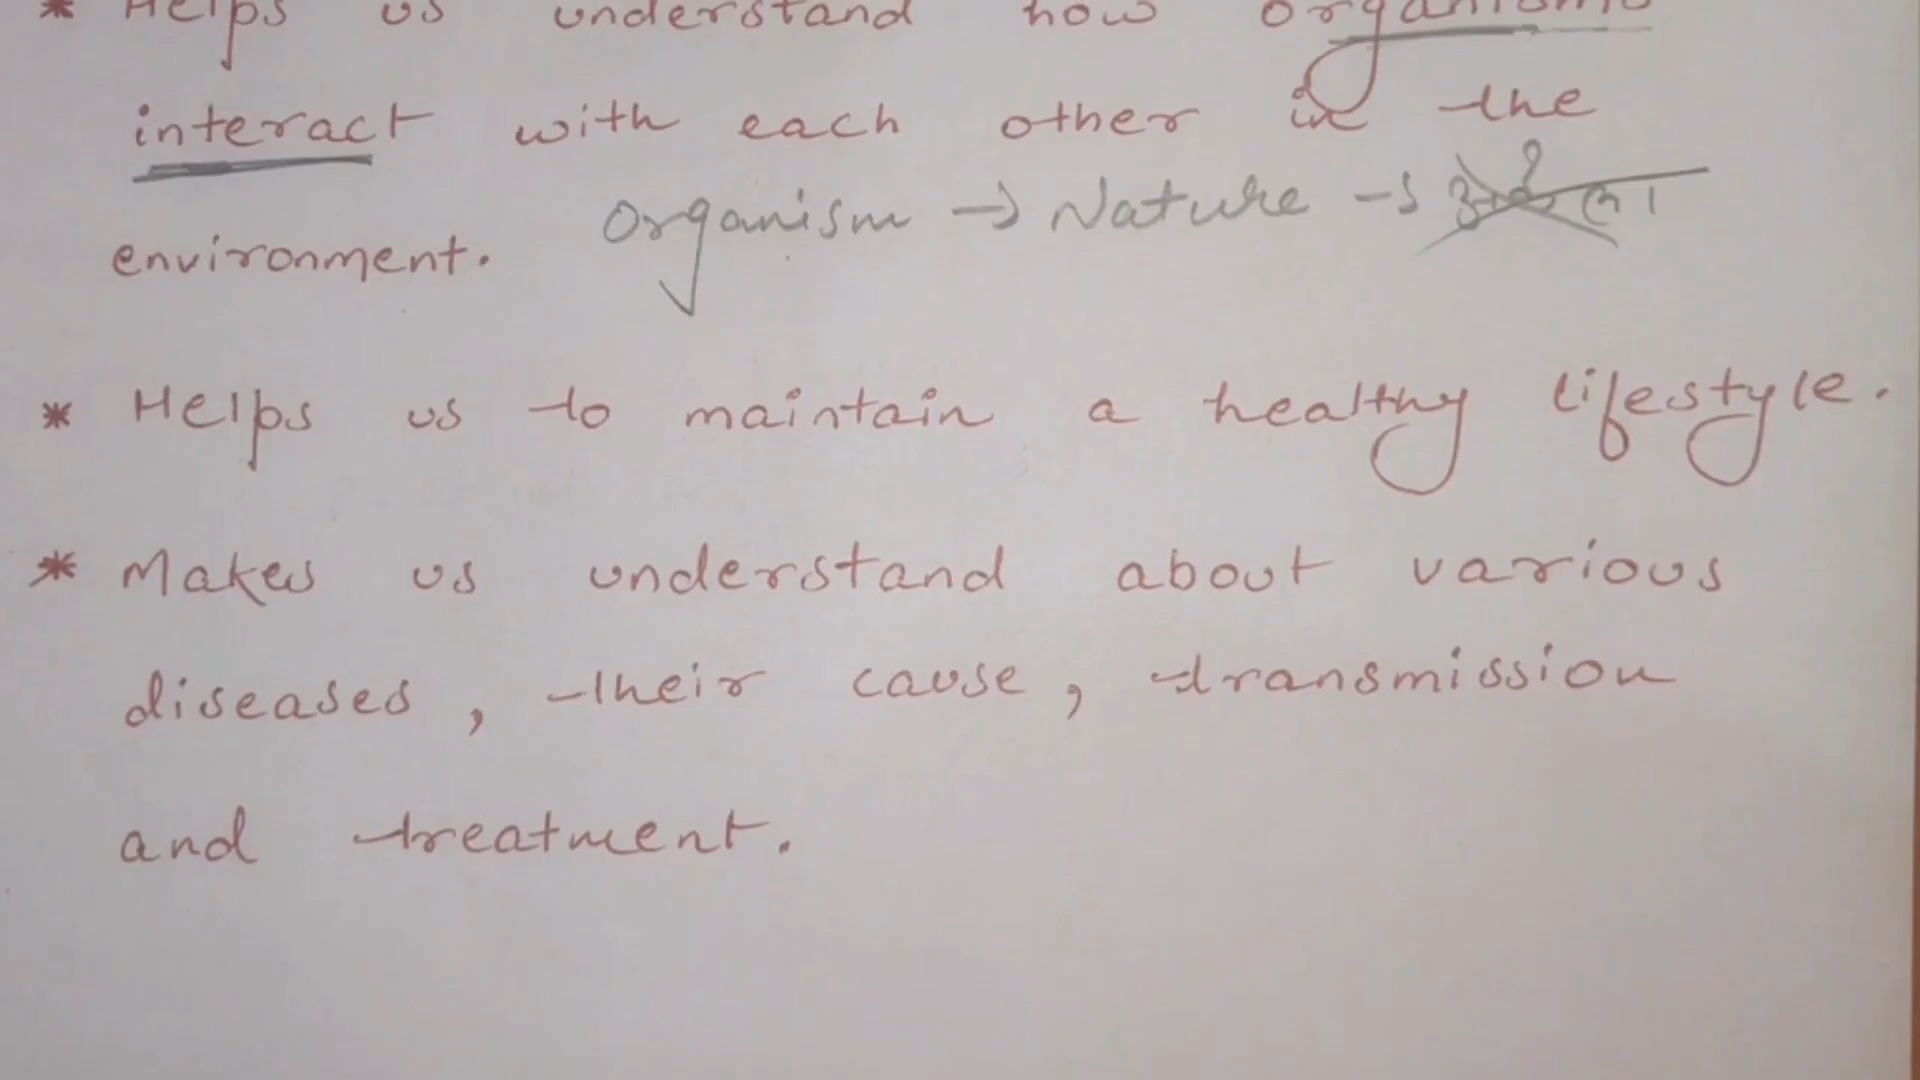 * Helps us understand how organisms
interact with each other in the
Organism → Nature →
environment.
* Helps us to maintain a healthy lifestyle.
* Makes us understand about various
diseases, their cause, transmission
and treatment.